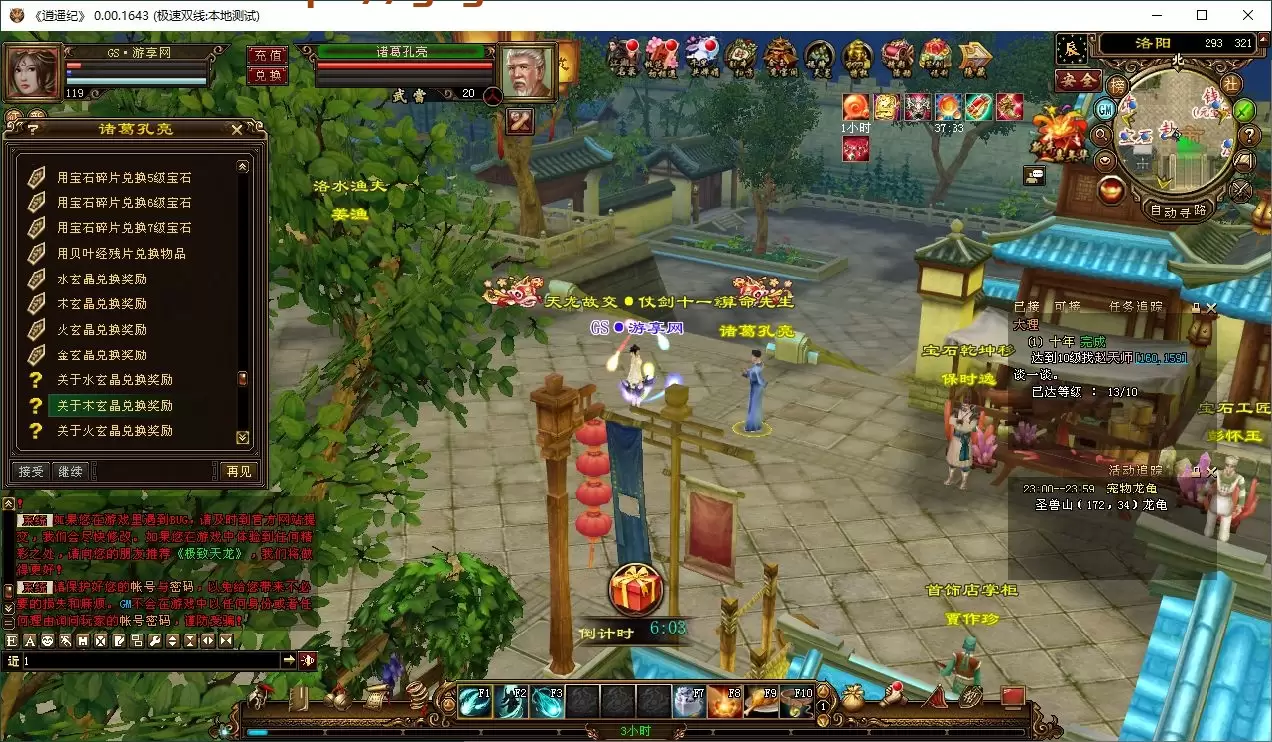 《逍遥纪》 0.00.1643 (极速双线:本地测试)
GS·游享网
119
充值
兑换
诸葛孔亮
武當
20
洛阳
293 321
北
安全
GM
自动寻路
1小时
37:33
诸葛孔亮
用宝石碎片兑换5级宝石
用宝石碎片兑换6级宝石
用宝石碎片兑换7级宝石
用贝叶经残片兑换物品
水玄晶兑换奖励
木玄晶兑换奖励
火玄晶兑换奖励
金玄晶兑换奖励
关于水玄晶兑换奖励
关于木玄晶兑换奖励
关于火玄晶兑换奖励
接受
继续
再见
洛水渔夫
姜渔
天龙故交●仗剑十一
算命先生
GS●游享网
诸葛孔亮
已接 可接 任务追踪
大理
(1) 十年 完成
达到10级找赵天师[160,159]
谈一谈。
已达等级 : 13/10
保时逸
宝石工匠
彭怀玉
活动追踪
23:00--23:59 宠物龙龟
圣兽山(172,34)龙龟
首饰店掌柜
贾作珍
!
系统 如果您在游戏里遇到BUG,请及时到官方网站提
交,我们会尽快修改。如果您在游戏中体验到任何精
彩之处,请向您的朋友推荐《极致天龙》,我们将做
得更好!
系统 请保护好您的帐号与密码,以免给您带来不必
要的损失和麻烦。GM不会在游戏中以任何身份或者任
何理由询问玩家的帐号密码,谨防受骗!
近 1
倒计时 6:03
F1 F2 F3 F7 F8 F9 F10
1
3小时